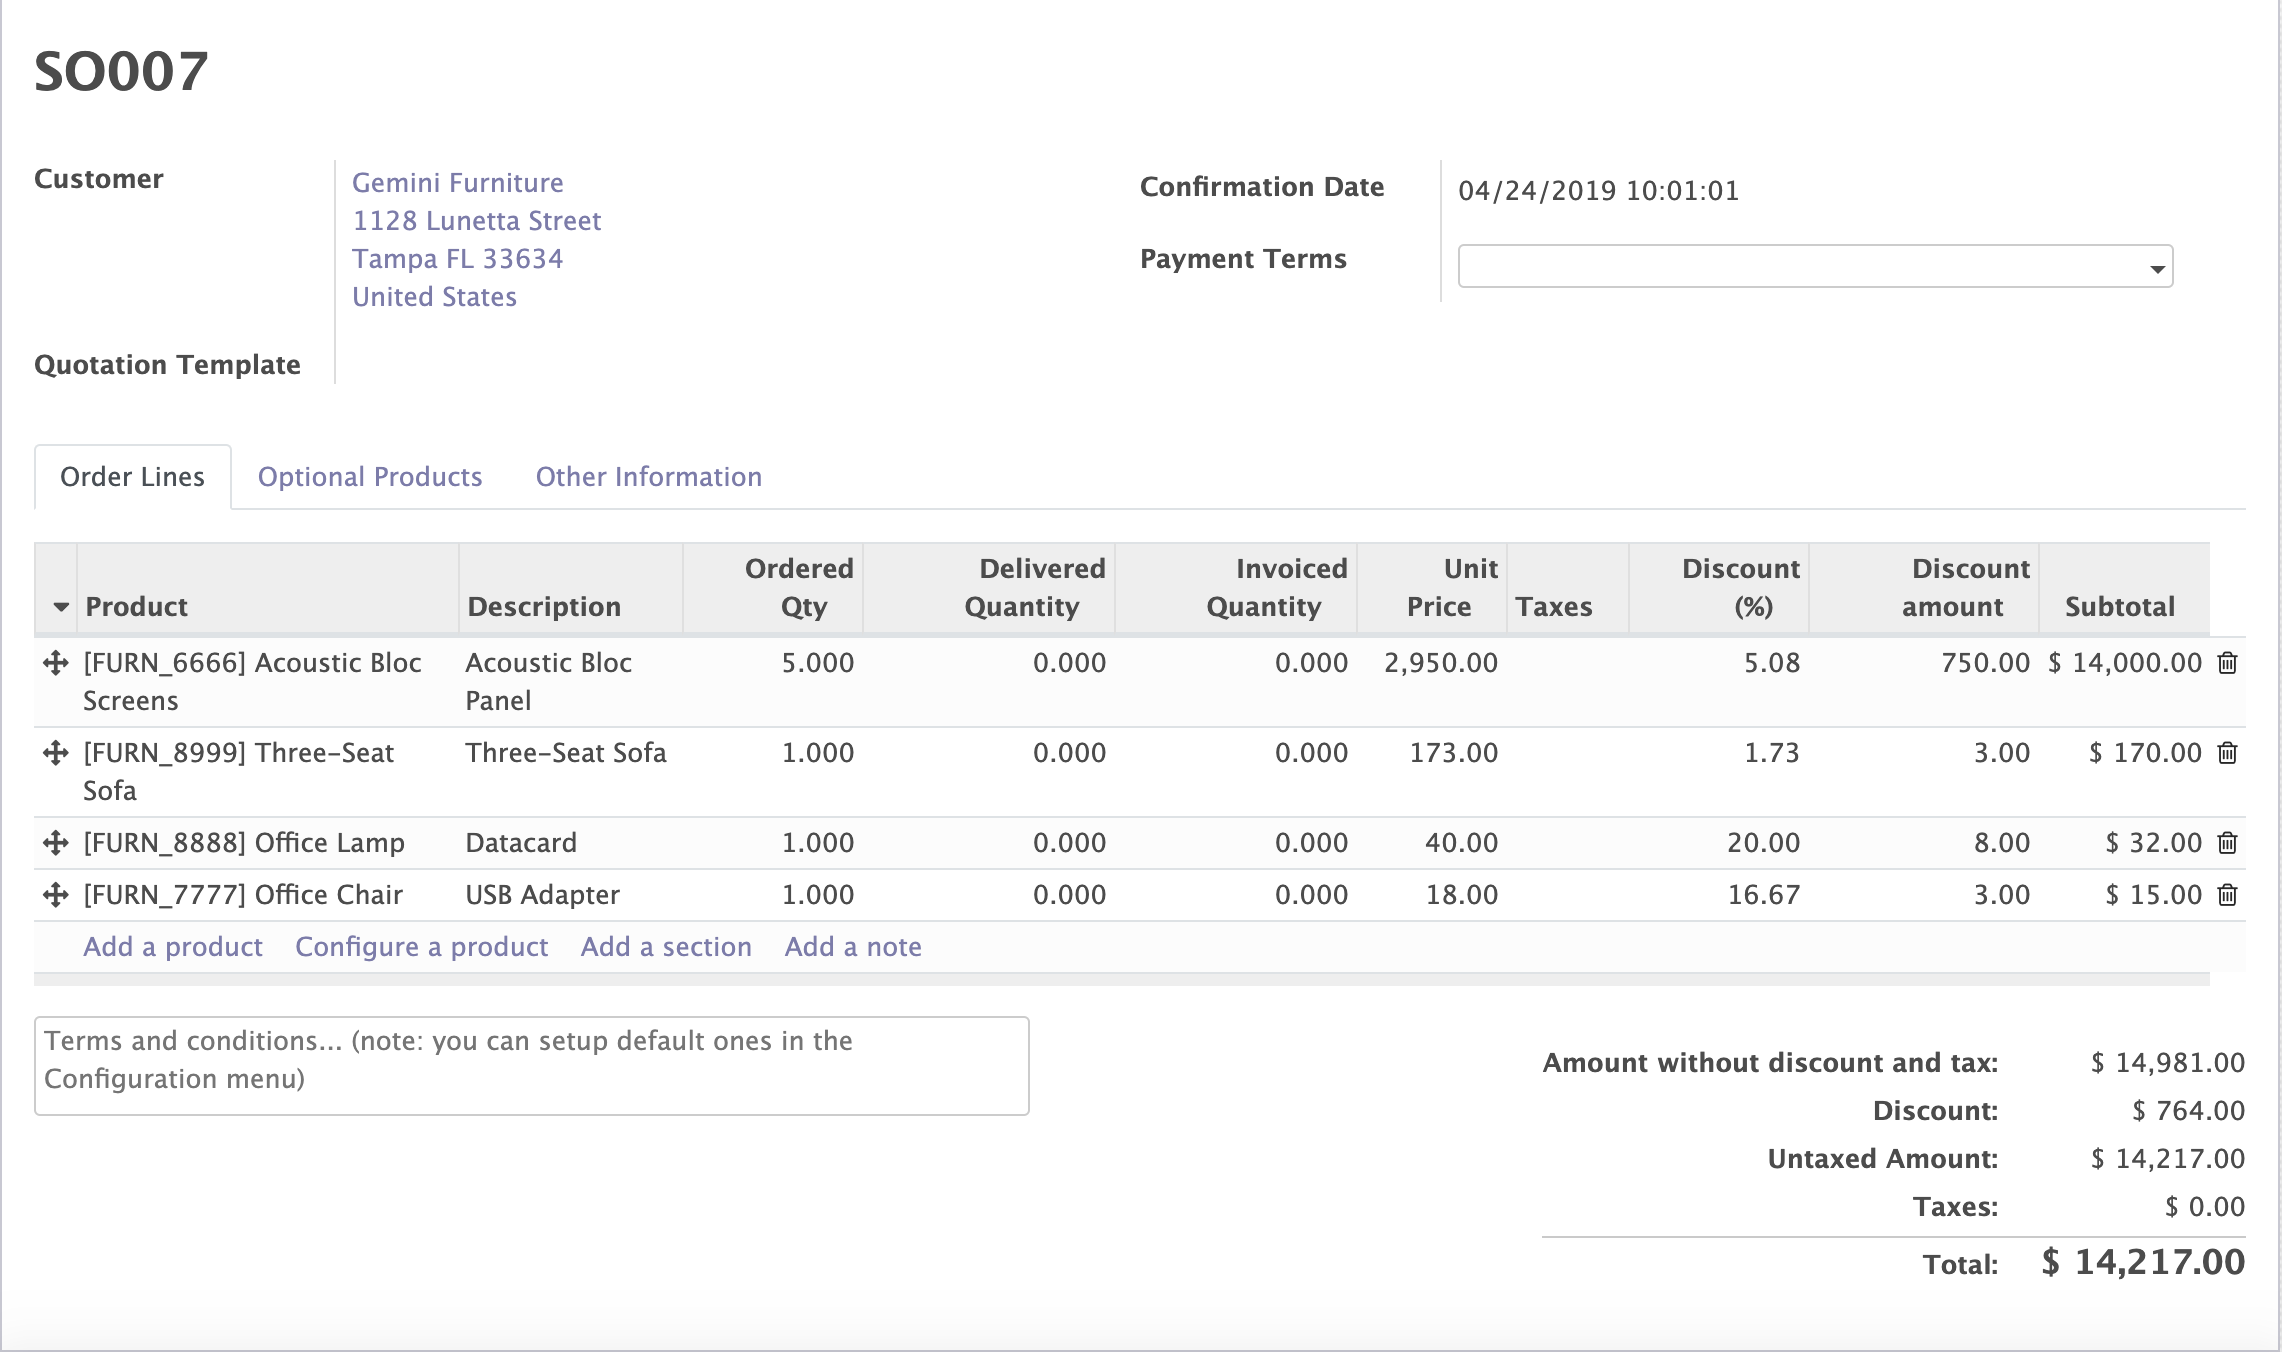 SO007
Customer
Gemini Furniture
1128 Lunetta Street
Tampa FL 33634
United States
Quotation Template
Confirmation Date 04/24/2019 10:01:01
Payment Terms
Order Lines Optional Products Other Information
Product Description Ordered Qty Delivered Quantity Invoiced Quantity Unit Price Taxes Discount (%) Discount amount Subtotal
[FURN_6666] Acoustic Bloc Screens Acoustic Bloc Panel 5.000 0.000 0.000 2,950.00 5.08 750.00 $ 14,000.00
[FURN_8999] Three-Seat Sofa Three-Seat Sofa 1.000 0.000 0.000 173.00 1.73 3.00 $ 170.00
[FURN_8888] Office Lamp Datacard 1.000 0.000 0.000 40.00 20.00 8.00 $ 32.00
[FURN_7777] Office Chair USB Adapter 1.000 0.000 0.000 18.00 16.67 3.00 $ 15.00
Add a product Configure a product Add a section Add a note
Terms and conditions... (note: you can setup default ones in the
Configuration menu)
Amount without discount and tax: $ 14,981.00
Discount: $ 764.00
Untaxed Amount: $ 14,217.00
Taxes: $ 0.00
Total: $ 14,217.00